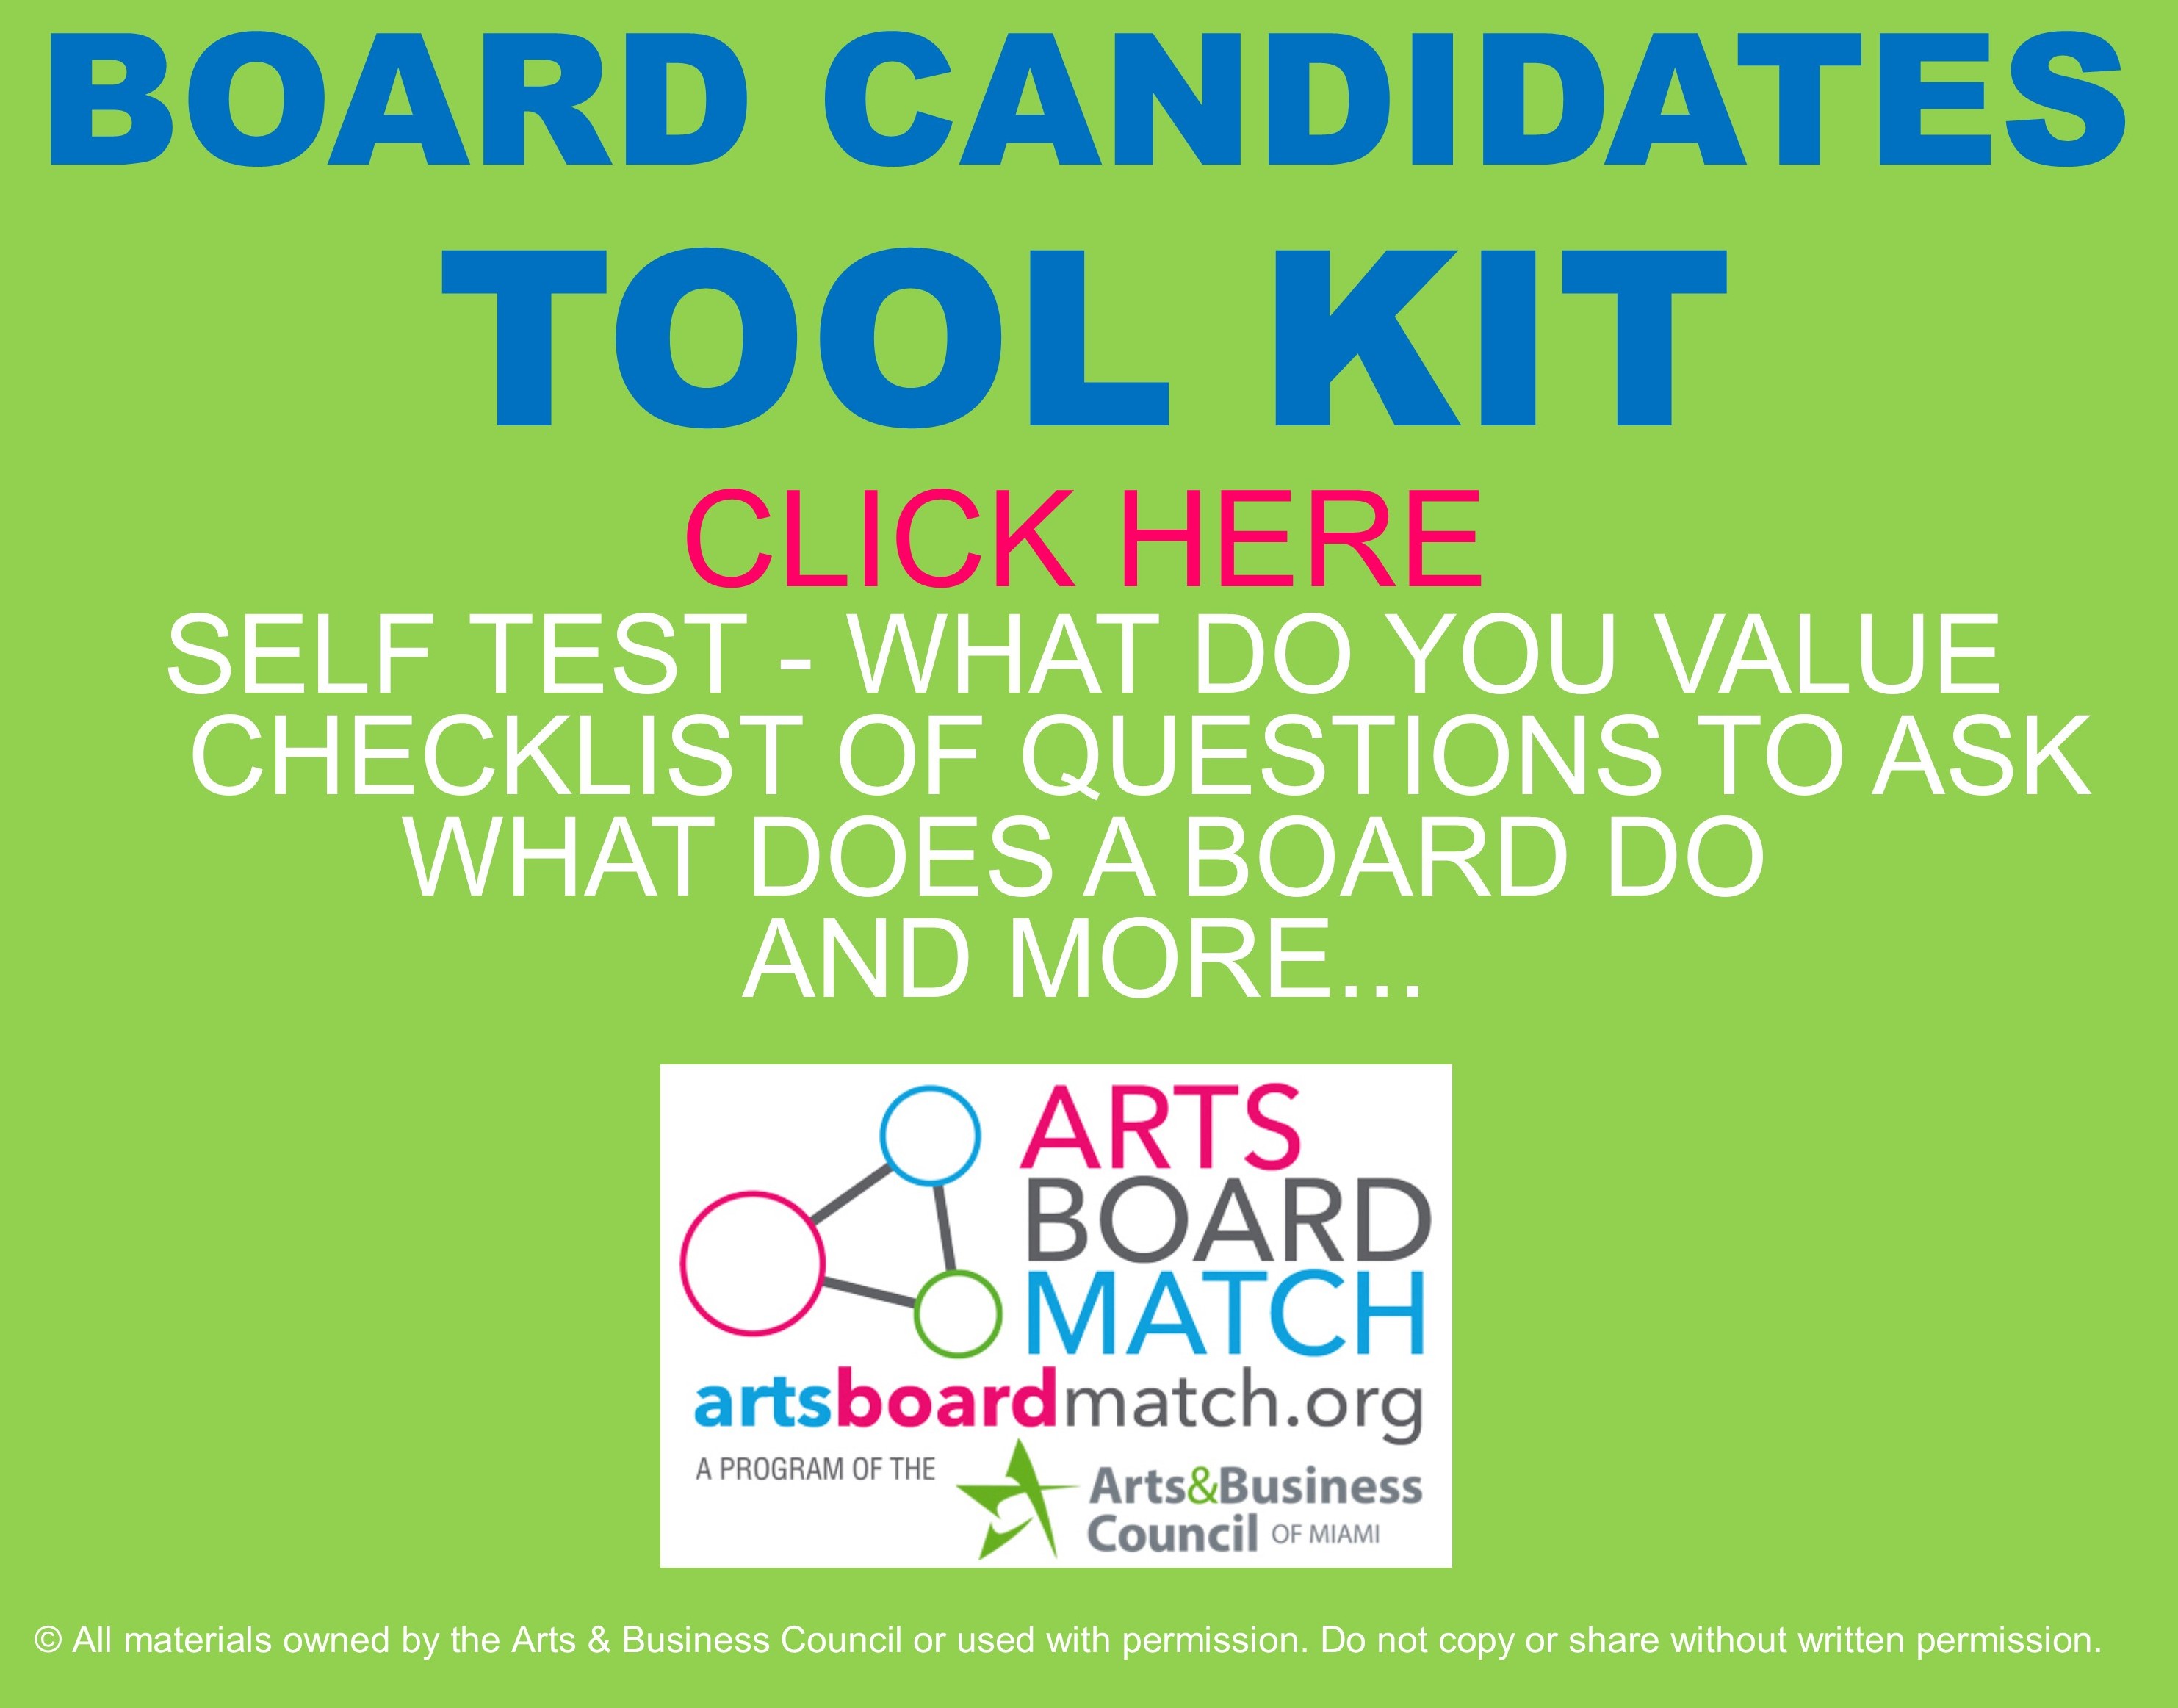 BOARD CANDIDATES
TOOL KIT
CLICK HERE
SELF TEST - WHAT DO YOU VALUE
CHECKLIST OF QUESTIONS TO ASK
WHAT DOES A BOARD DO
AND MORE...
ARTS
BOARD
MATCH
artsboardmatch.org
A PROGRAM OF THE
Arts&Business
Council OF MIAMI
© All materials owned by the Arts & Business Council or used with permission. Do not copy or share without written permission.